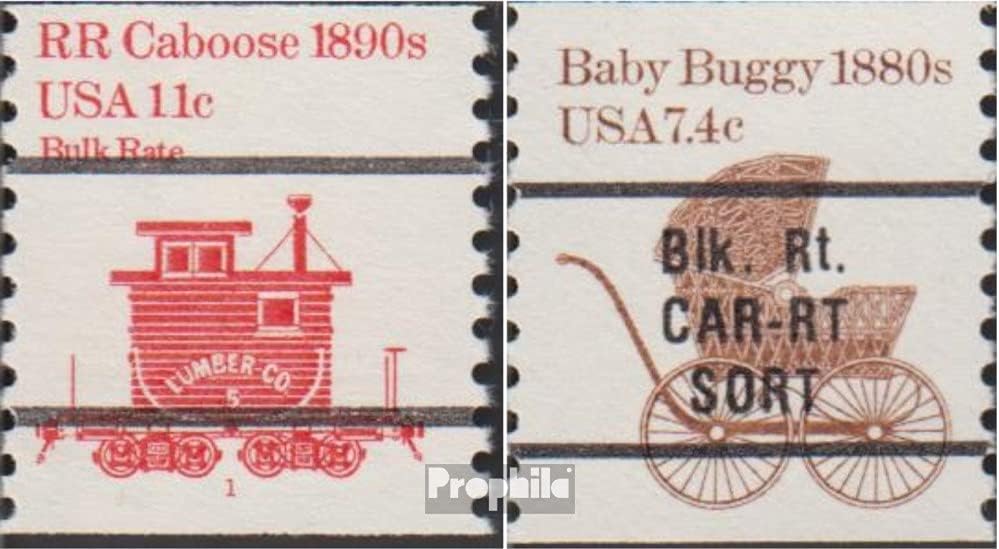 RR Caboose 1890s
USA 11c
Bulk Rate
LUMBER-CO
5
1
Baby Buggy 1880s
USA 7.4c
Blk. Rt.
CAR-RT
SORT
Prophila